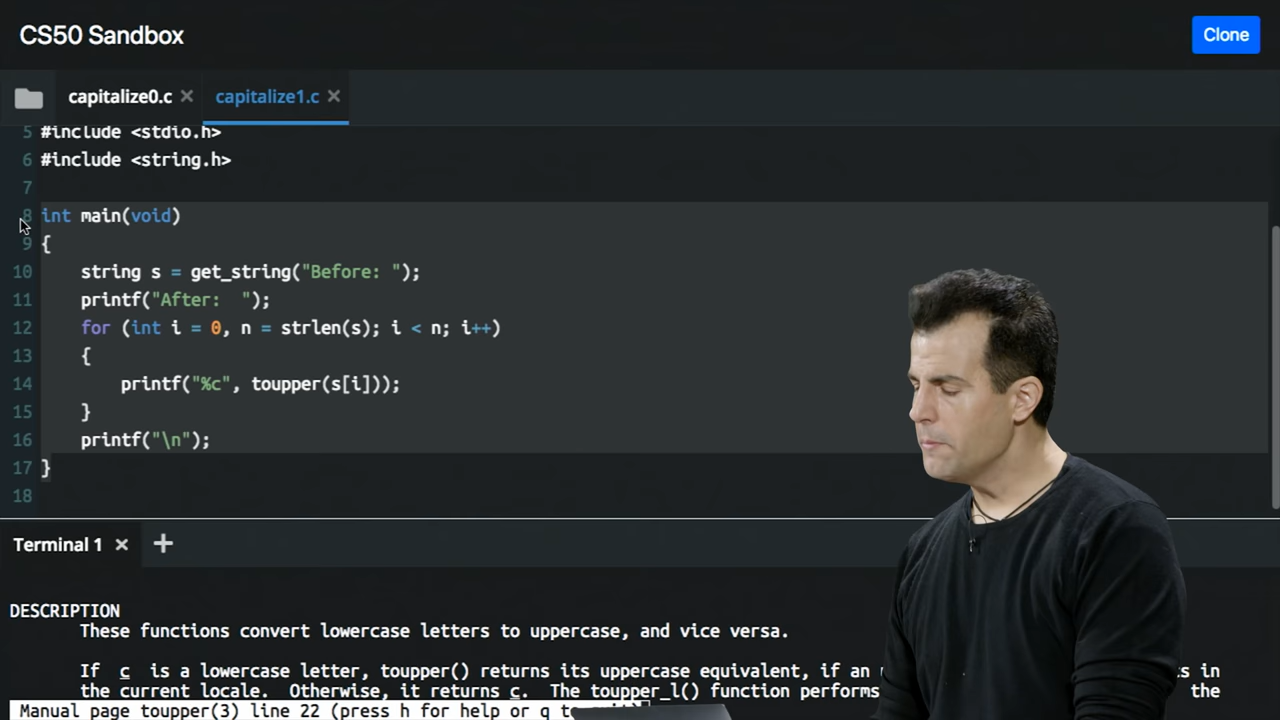 CS50 Sandbox
Clone
capitalize0.c ×
capitalize1.c ×
5 #include <stdio.h>
6 #include <string.h>
7
8 int main(void)
9 {
10     string s = get_string("Before: ");
11     printf("After:  ");
12     for (int i = 0, n = strlen(s); i < n; i++)
13     {
14         printf("%c", toupper(s[i]));
15     }
16     printf("\n");
17 }
18
Terminal 1 × +
DESCRIPTION
These functions convert lowercase letters to uppercase, and vice versa.
If c is a lowercase letter, toupper() returns its uppercase equivalent, if an in
the current locale. Otherwise, it returns c. The toupper_l() function performs the
Manual page toupper(3) line 22 (press h for help or q to